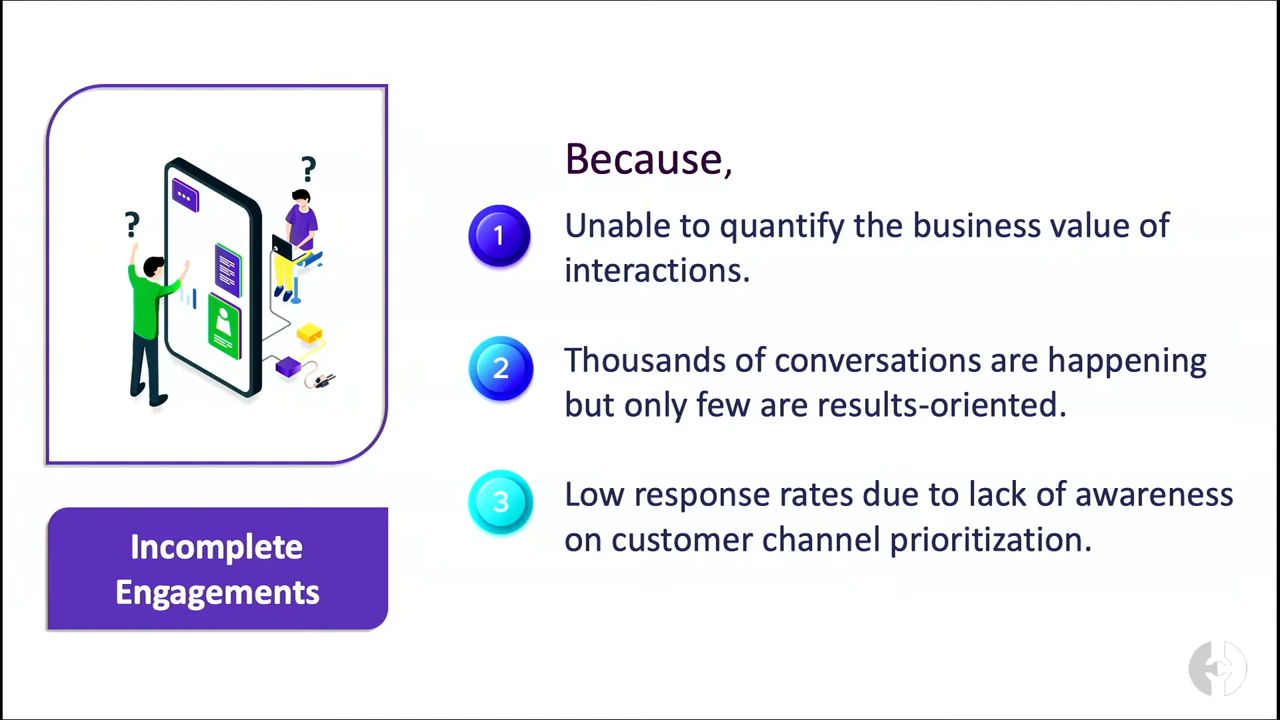 ?
?
Incomplete
Engagements
Because,
1
Unable to quantify the business value of
interactions.
2
Thousands of conversations are happening
but only few are results-oriented.
3
Low response rates due to lack of awareness
on customer channel prioritization.